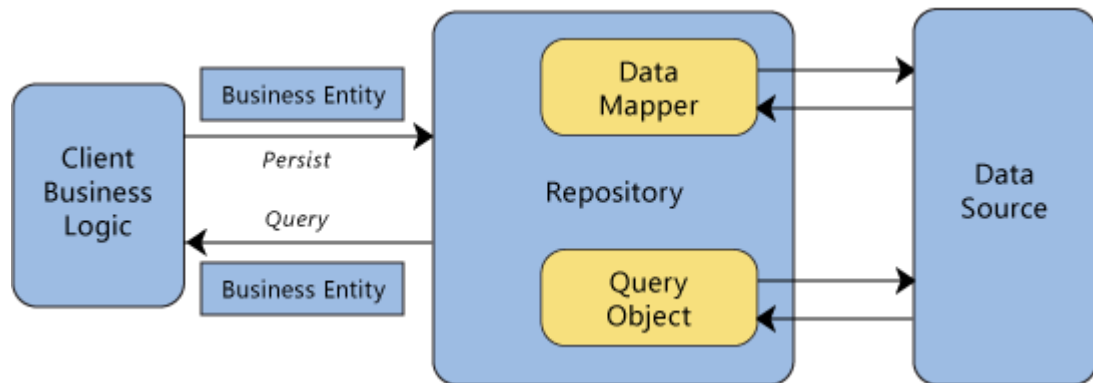 Client
Business
Logic
Business Entity
Persist
Query
Business Entity
Data
Mapper
Repository
Query
Object
Data
Source